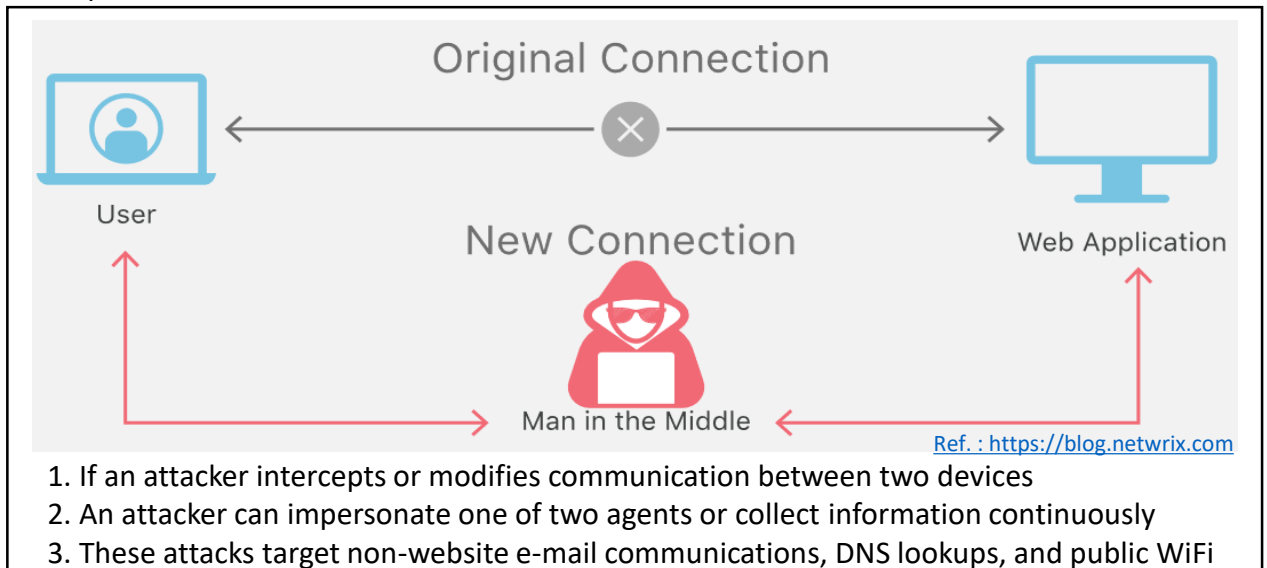 Original Connection
User
New Connection
Web Application
Man in the Middle
Ref. : https://blog.netwrix.com
1. If an attacker intercepts or modifies communication between two devices
2. An attacker can impersonate one of two agents or collect information continuously
3. These attacks target non-website e-mail communications, DNS lookups, and public WiFi